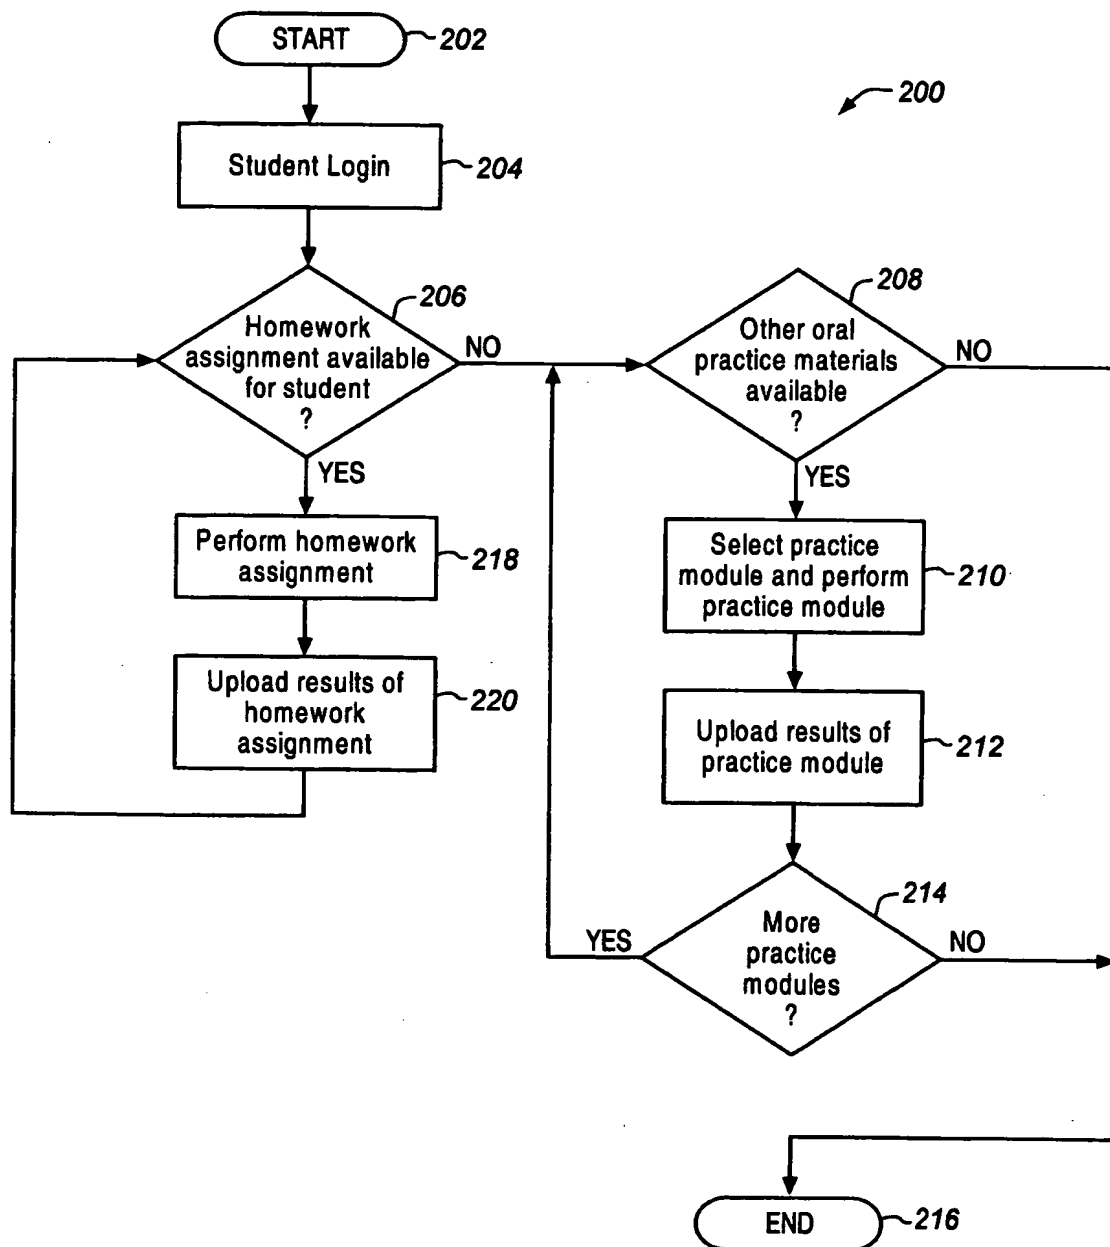 START
202
200
Student Login
204
206
Homework
assignment available
for student
?
NO
YES
208
Other oral
practice materials
available
?
NO
YES
Perform homework
assignment
218
Select practice
module and perform
practice module
210
Upload results of
homework
assignment
220
Upload results of
practice module
212
214
More
practice
modules
?
YES
NO
END
216